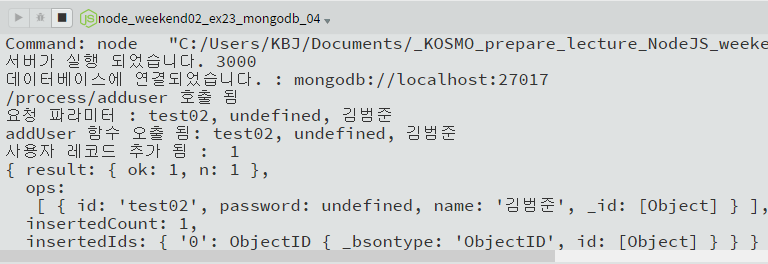 node_weekend02_ex23_mongodb_04
Command: node "C:/Users/KBJ/Documents/_KOSMO_prepare_lecture_NodeJS_weeke
서버가 실행 되었습니다. 3000
데이터베이스에 연결되었습니다. : mongodb://localhost:27017
/process/adduser 호출 됨
요청 파라미터 : test02, undefined, 김범준
addUser 함수 오출 됨: test02, undefined, 김범준
사용자 레코드 추가 됨 : 1
{ result: { ok: 1, n: 1 },
ops:
[ { id: 'test02', password: undefined, name: '김범준', _id: [Object] } ],
insertedCount: 1,
insertedIds: { '0': ObjectID { _bsontype: 'ObjectID', id: [Object] } } }